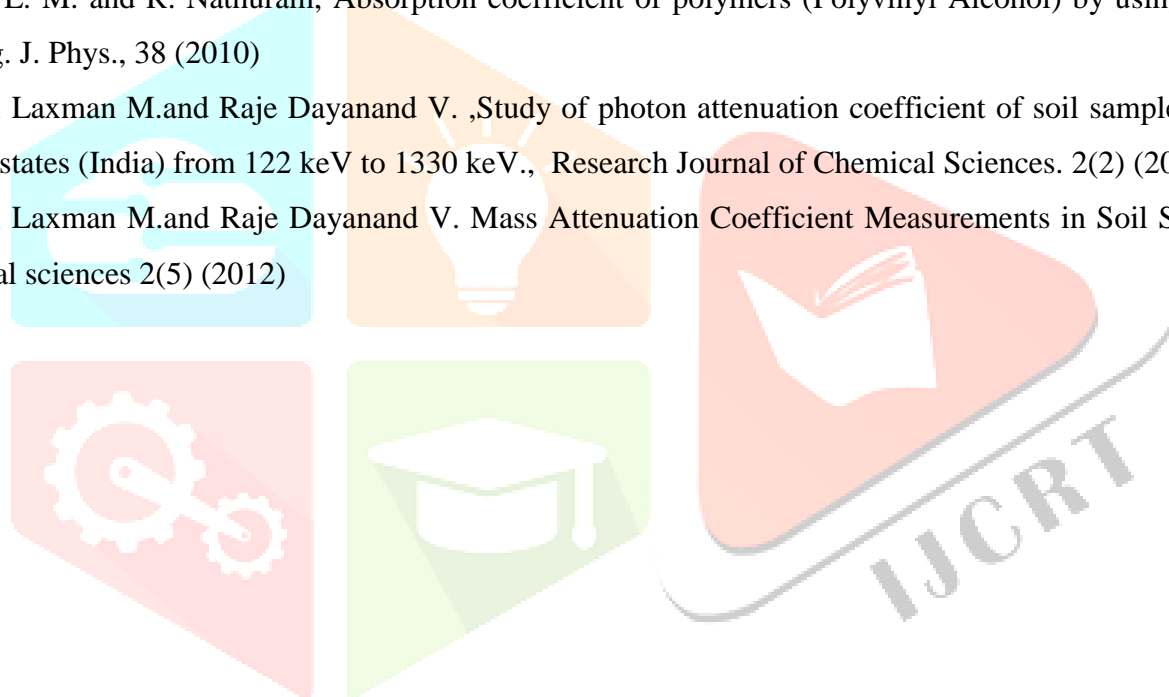 L. M. and R. Nathuram, Absorption coefficient of polymers (Polyvinyl Alcohol) by using
. J. Phys., 38 (2010)
Laxman M.and Raje Dayanand V. ,Study of photon attenuation coefficient of soil sample
states (India) from 122 keV to 1330 keV., Research Journal of Chemical Sciences. 2(2) (20
Laxman M.and Raje Dayanand V. Mass Attenuation Coefficient Measurements in Soil S
al sciences 2(5) (2012)
IJCRT